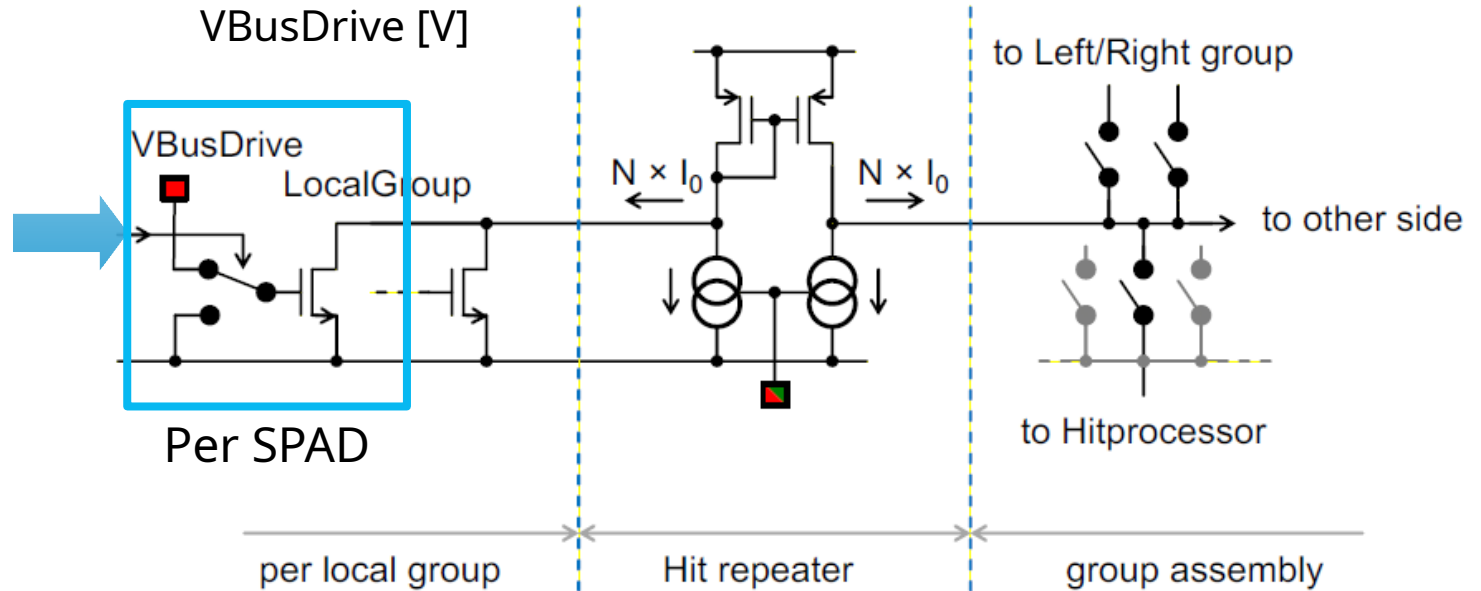 VBusDrive [V]
to Left/Right group
VBusDrive
LocalGroup
N × I₀
N × I₀
to other side
Per SPAD
to Hitprocessor
per local group
Hit repeater
group assembly